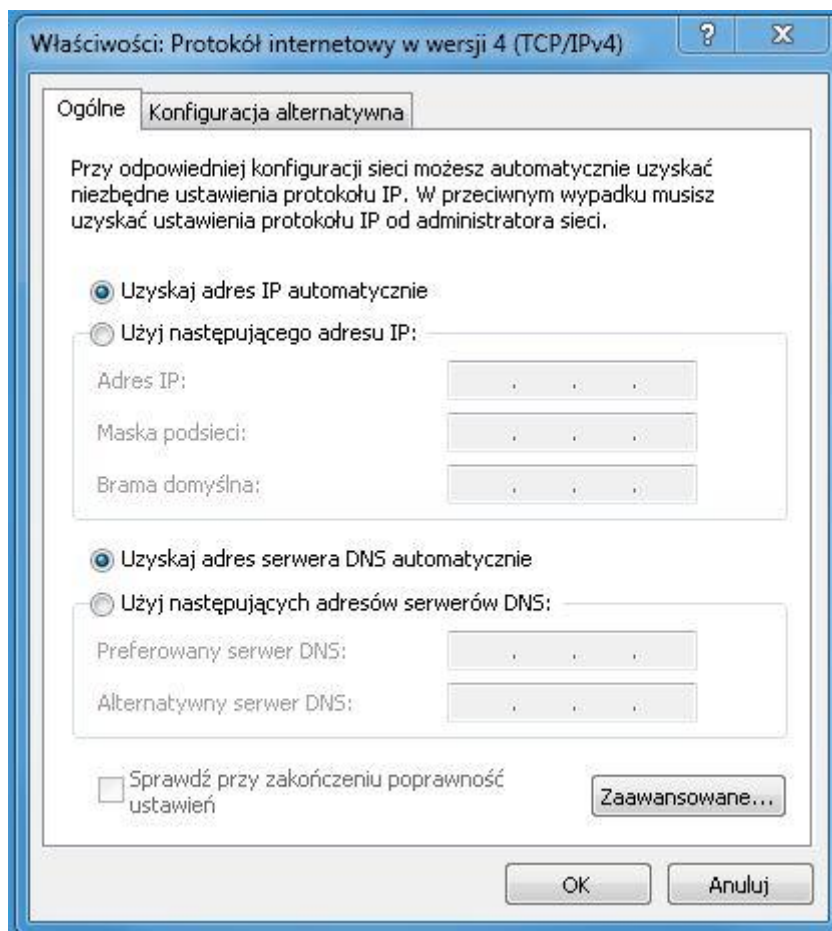 Właściwości: Protokół internetowy w wersji 4 (TCP/IPv4)
Ogólne
Konfiguracja alternatywna
Przy odpowiedniej konfiguracji sieci możesz automatycznie uzyskać
niezbędne ustawienia protokołu IP. W przeciwnym wypadku musisz
uzyskać ustawienia protokołu IP od administratora sieci.
Uzyskaj adres IP automatycznie
Użyj następującego adresu IP:
Adres IP:
Maska podsieci:
Brama domyślna:
Uzyskaj adres serwera DNS automatycznie
Użyj następujących adresów serwerów DNS:
Preferowany serwer DNS:
Alternatywny serwer DNS:
Sprawdź przy zakończeniu poprawność
ustawień
Zaawansowane...
OK
Anuluj